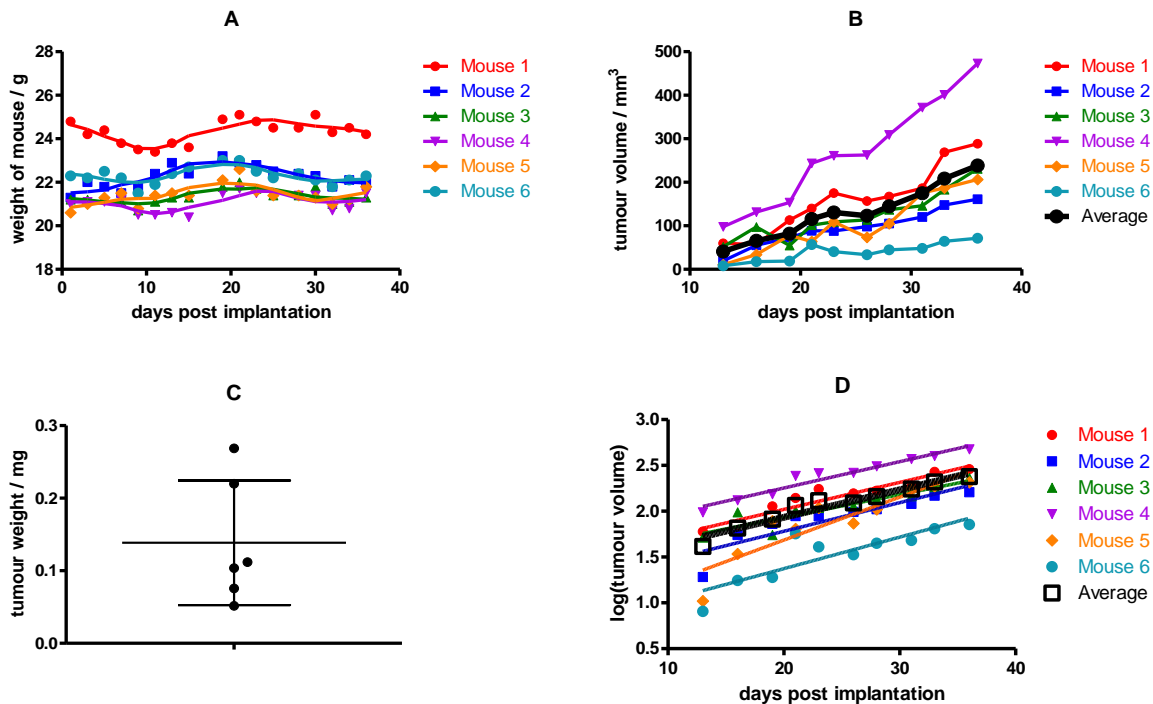 A
28
26
24
22
20
18
0
10
20
30
40
weight of mouse / g
days post implantation
Mouse 1
Mouse 2
Mouse 3
Mouse 4
Mouse 5
Mouse 6
B
500
400
300
200
100
0
10
20
30
40
tumour volume / mm³
days post implantation
Mouse 1
Mouse 2
Mouse 3
Mouse 4
Mouse 5
Mouse 6
Average
C
0.3
0.2
0.1
0.0
tumour weight / mg
D
3.0
2.5
2.0
1.5
1.0
0.5
10
20
30
40
log(tumour volume)
days post implantation
Mouse 1
Mouse 2
Mouse 3
Mouse 4
Mouse 5
Mouse 6
Average